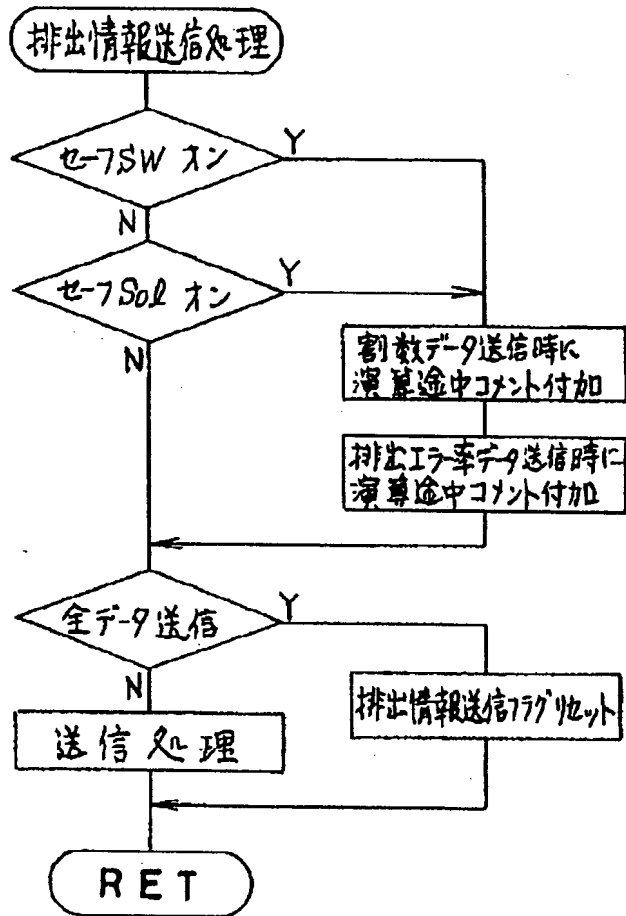 排出情報送信処理
セーフSW オン
Y
N
セーフSol オン
Y
N
割数データ送信時に
演算途中コメント付加
排出エラー率データ送信時に
演算途中コメント付加
全データ送信
Y
N
排出情報送信フラグリセット
送信処理
RET